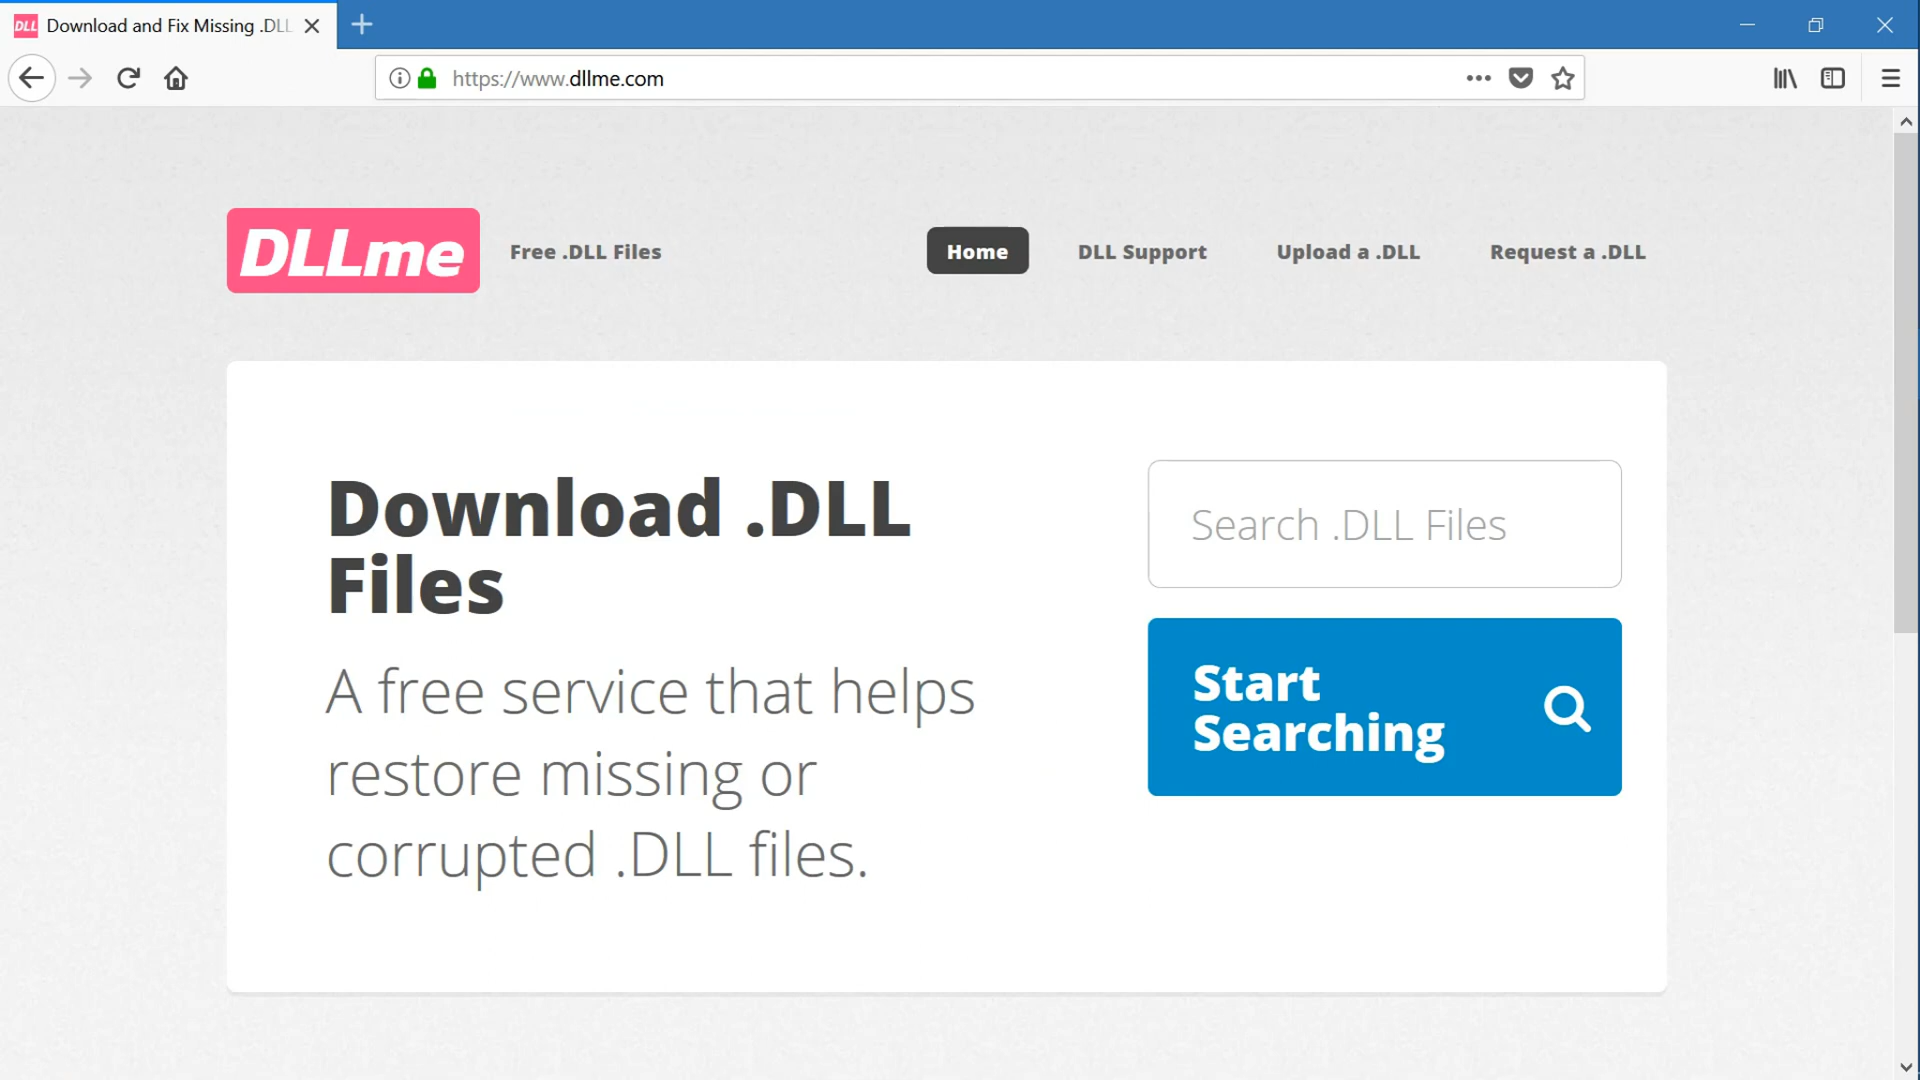 DLL Download and Fix Missing .DLL
https://www.dllme.com
DLLme
Free .DLL Files
Home
DLL Support
Upload a .DLL
Request a .DLL
Download .DLL
Files
A free service that helps
restore missing or
corrupted .DLL files.
Search .DLL Files
Start
Searching